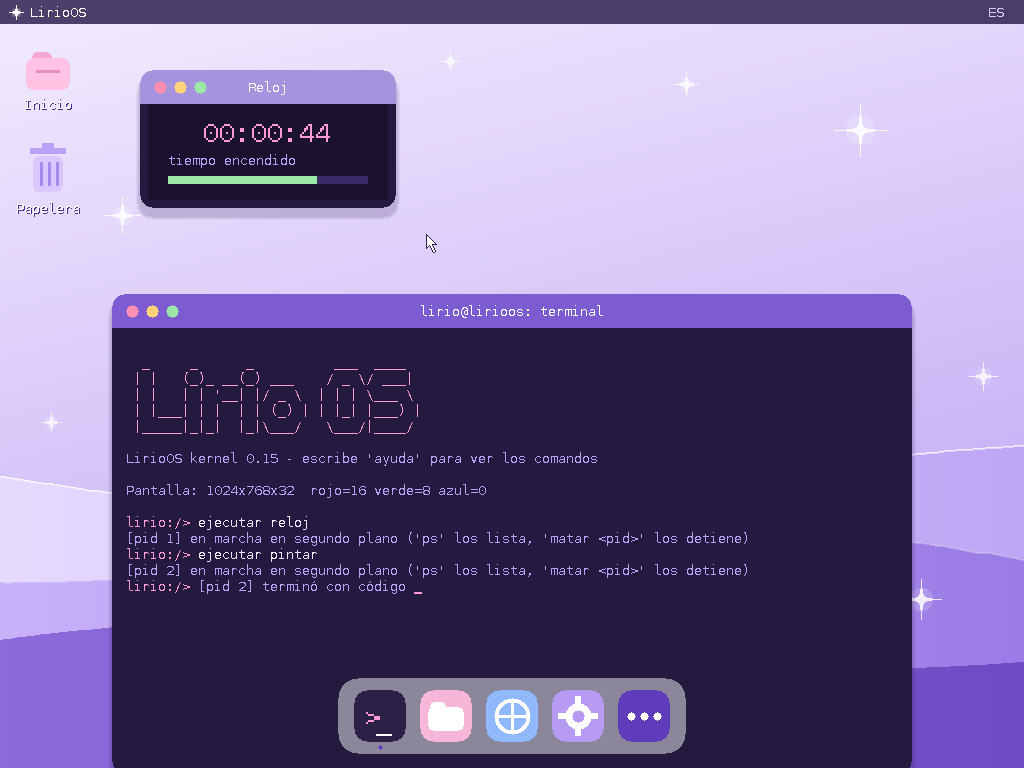 LirioOS
ES
Inicio
Papelera
Reloj
00:00:44
tiempo encendido
lirio@lirioos: terminal
Lirio OS
LirioOS kernel 0.15 - escribe 'ayuda' para ver los comandos
Pantalla: 1024x768x32  rojo=16 verde=8 azul=0
lirio:/> ejecutar reloj
[pid 1] en marcha en segundo plano ('ps' los lista, 'matar <pid>' los detiene)
lirio:/> ejecutar pintar
[pid 2] en marcha en segundo plano ('ps' los lista, 'matar <pid>' los detiene)
lirio:/> [pid 2] terminó con código _
>_